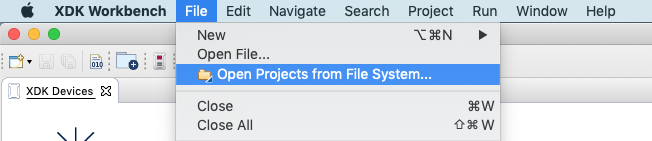 XDK Workbench File Edit Navigate Search Project Run Window Help
New ⌥⌘N ▶
Open File...
Open Projects from File System...
010
XDK Devices
Close ⌘W
Close All ⇧⌘W